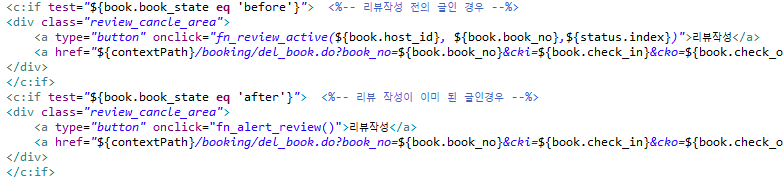 <c:if test="${book.book_state eq 'before'}">  <%-- 리뷰작성 전의 글인 경우 --%>
<div class="review_cancle_area">
    <a type="button" onclick="fn_review_active(${book.host_id}, ${book.book_no},${status.index})">리뷰작성</a>
    <a href="${contextPath}/booking/del_book.do?book_no=${book.book_no}&cki=${book.check_in}&cko=${book.check_o
</div>
</c:if>
<c:if test="${book.book_state eq 'after'}">  <%-- 리뷰 작성이 이미 된 글인경우 --%>
<div class="review_cancle_area">
    <a type="button" onclick="fn_alert_review()">리뷰작성</a>
    <a href="${contextPath}/booking/del_book.do?book_no=${book.book_no}&cki=${book.check_in}&cko=${book.check_o
</div>
</c:if>